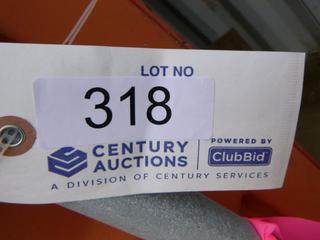 LOT NO
318
CENTURY AUCTIONS
POWERED BY
ClubBid
A DIVISION OF CENTURY SERVICES